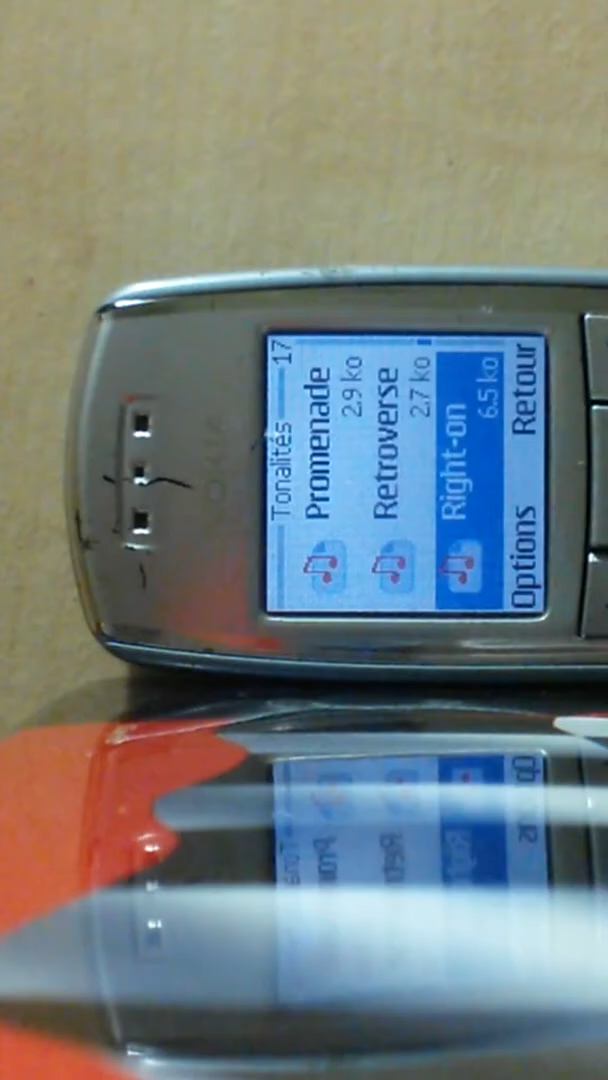 Tonalités 17
Promenade
2.9 ko
Retroverse
2.7 ko
Right-on
6.5 ko
Options Retour